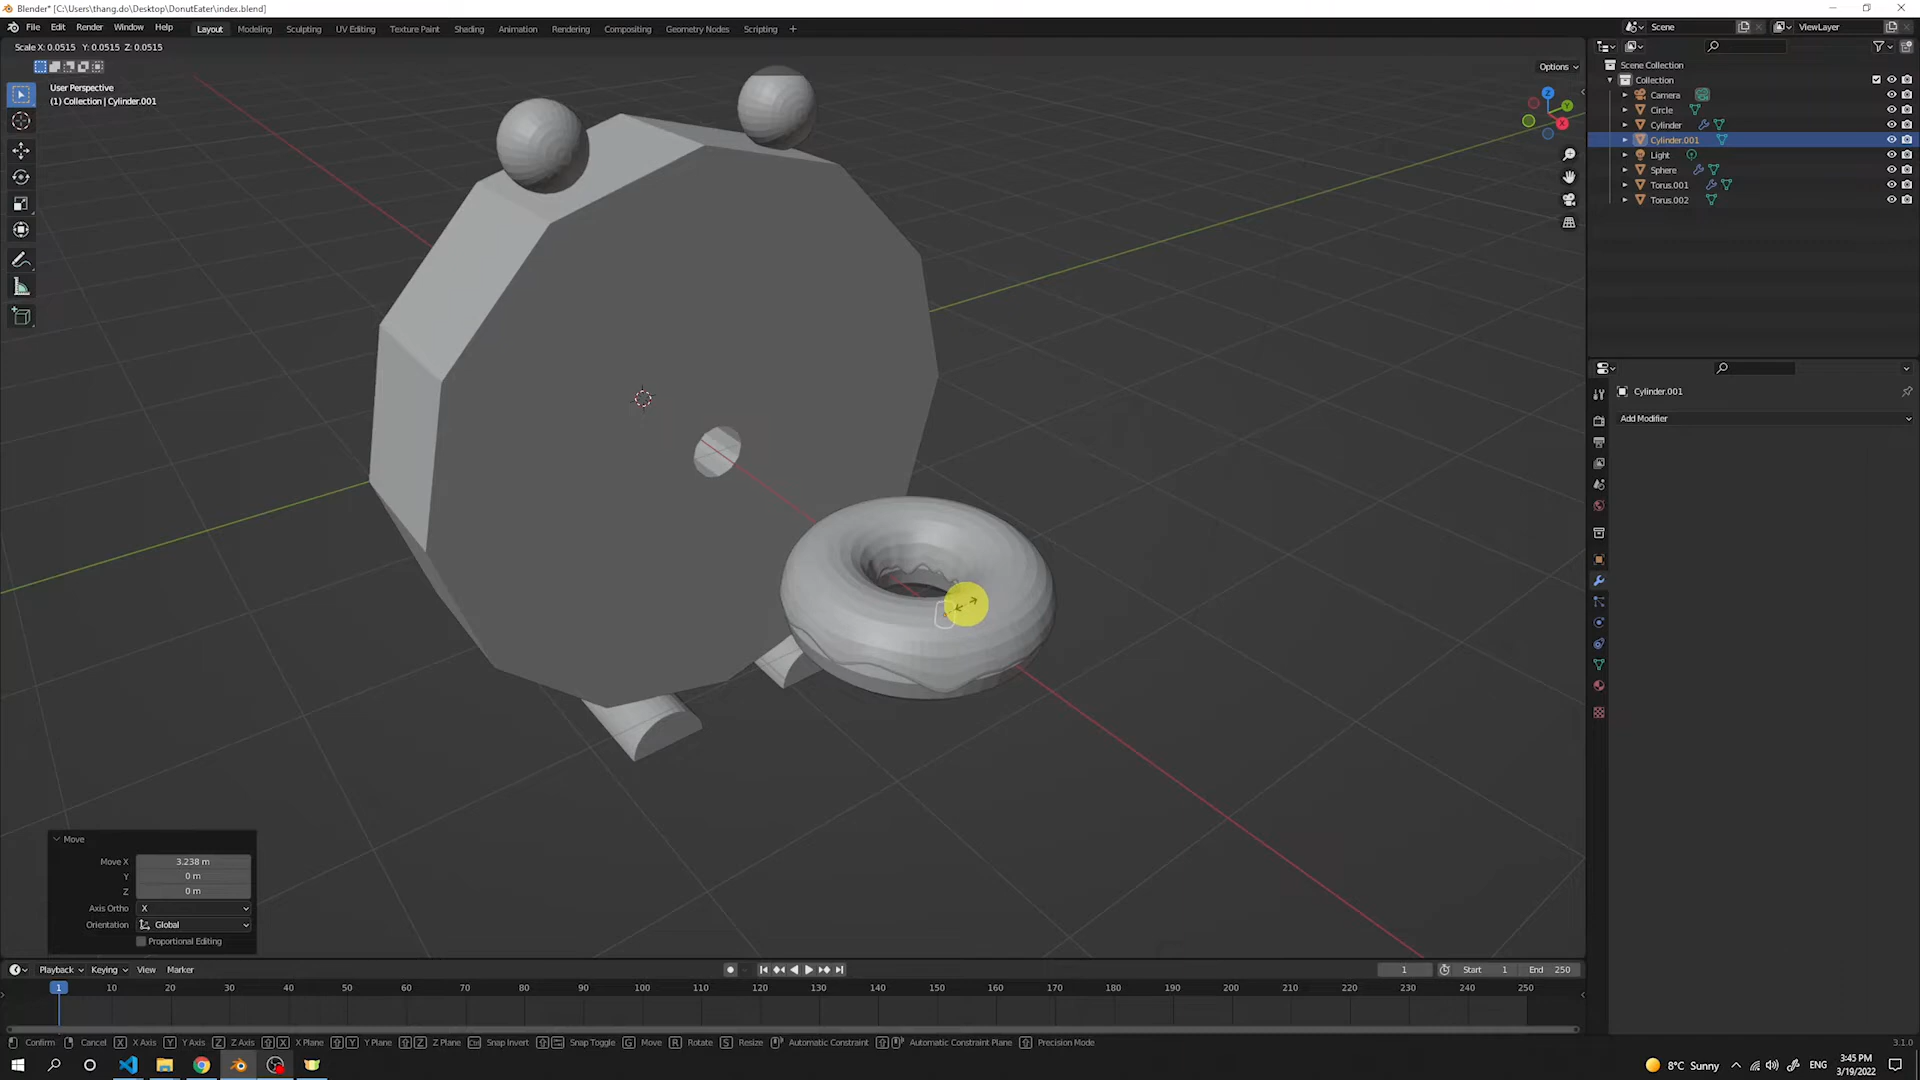 Blender* [C:\Users\thang.do\Desktop\DonutEater\index.blend]
File Edit Render Window Help Layout Modeling Sculpting UV Editing Texture Paint Shading Animation Rendering Compositing Geometry Nodes Scripting + Scene ViewLayer
Scale X: 0.0515 Y: 0.0515 Z: 0.0515
Options
User Perspective
(1) Collection | Cylinder.001
Z
Y
X
Scene Collection
Collection
Camera
Circle
Cylinder
Cylinder.001
Light
Sphere
Torus.001
Torus.002
Cylinder.001
Add Modifier
Move
Move X 3.238 m
Y 0 m
Z 0 m
Axis Ortho X
Orientation Global
Proportional Editing
Playback Keying View Marker 1 Start 1 End 250
1 10 20 30 40 50 60 70 80 90 100 110 120 130 140 150 160 170 180 190 200 210 220 230 240 250
Confirm Cancel X X Axis Y Y Axis Z Z Axis X X Plane Y Y Plane Z Z Plane Snap Invert Snap Toggle G Move R Rotate S Resize Automatic Constraint Automatic Constraint Plane Precision Mode 3.1.0
8°C Sunny ENG 3:45 PM
3/19/2022